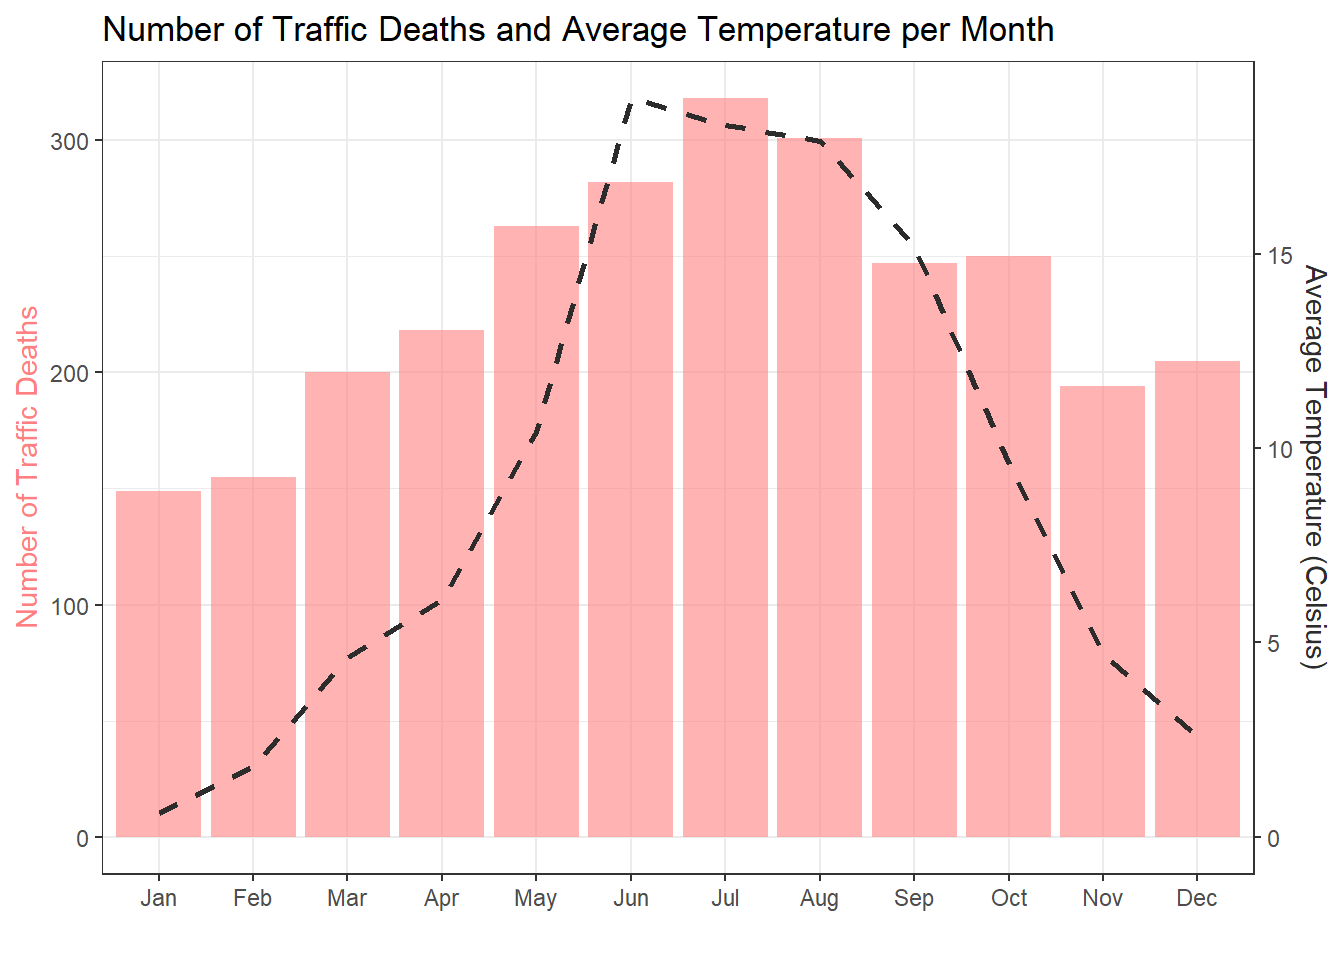 Number of Traffic Deaths and Average Temperature per Month
Number of Traffic Deaths
300
200
100
0
15
10
5
0
Average Temperature (Celsius)
Jan Feb Mar Apr May Jun Jul Aug Sep Oct Nov Dec